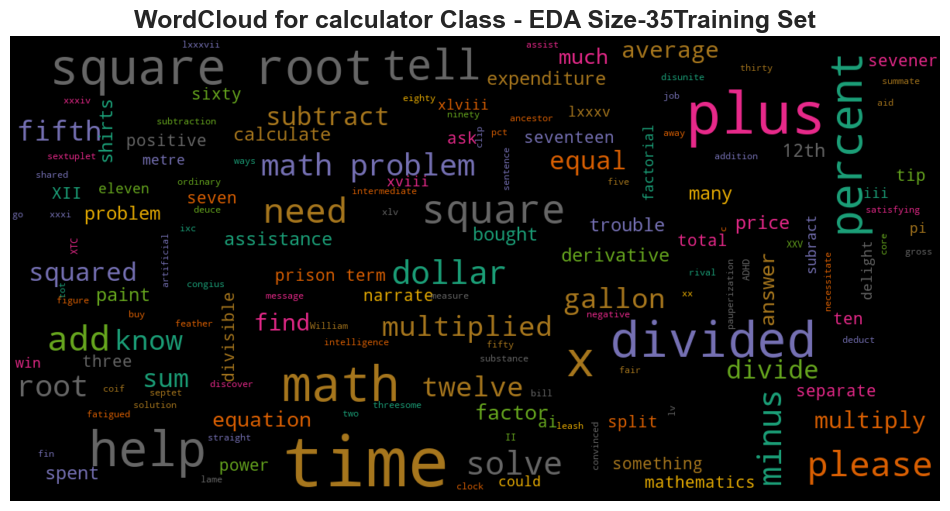 WordCloud for calculator Class - EDA Size-35Training Set
lxxxvii
assist
much
average
disunite
thirty
sevener
square root
tell
expenditure
percent
summate
xxxiv
sixty
eighty
xlviii
ninety
lxxxv
job
plus
aid
fifth
shirts
subtraction
subtract
ancestor
positive
calculate
ask
clip
pct
seventeen
factorial
away
12th
sextuplet
metre
ways
math problem
sentence
equal
addition
shared
ordinary
xviii
five
tip
XII
eleven
seven
intermediate
many
iii
go
xxxi
problem
deuce
need
xlv
square
trouble
price
satisfying
ixc
assistance
bought
total
c
XXV
subract
pi
XTC
artificial
derivative
core
gross
squared
prison term
dollar
rival
ADHD
answer
delight
tot
congius
paint
figure
message
narrate
measure
gallon
xx
pauperization
necessitate
buy
feather
find
William
multiplied
negative
ten
add
know
divisible
intelligence
fifty
x
divided
deduct
win
three
substance
fair
divide
root
coif
sum
discover
math
twelve
bill
separate
septet
solution
threesome
fatigued
equation
two
factor
ai
leash
split
lv
minus
multiply
help
straight
time
II
convinced
fin
spent
power
solve
something
please
lame
clock
could
mathematics